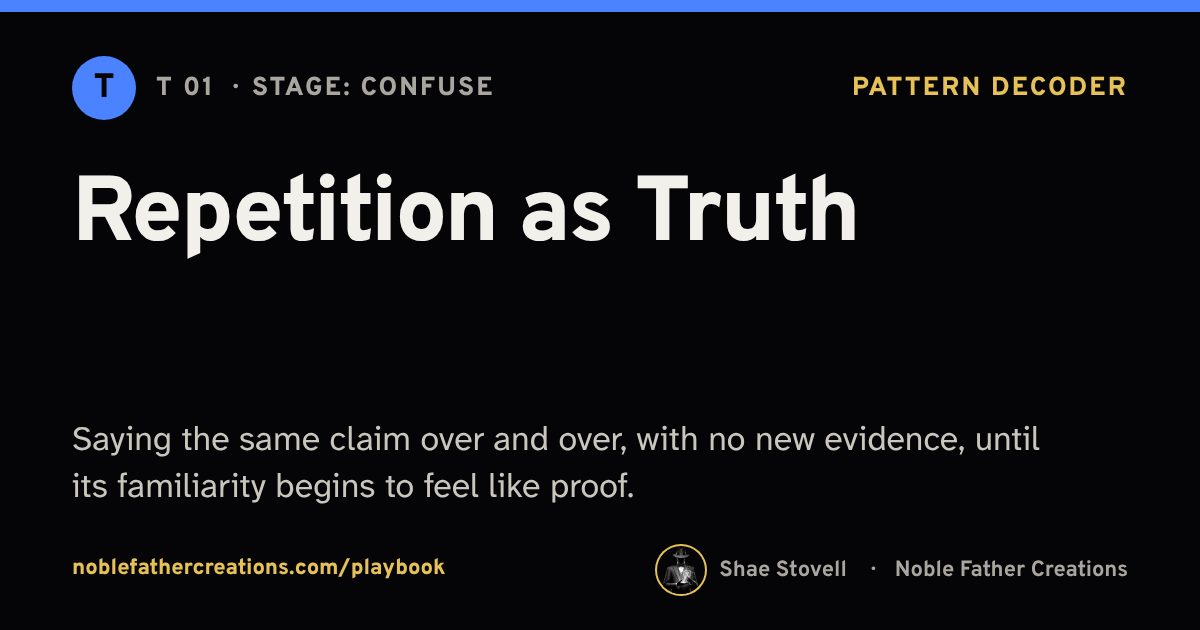 T
T 01 · STAGE: CONFUSE
PATTERN DECODER
Repetition as Truth
Saying the same claim over and over, with no new evidence, until
its familiarity begins to feel like proof.
noblefathercreations.com/playbook
Shae Stovell · Noble Father Creations